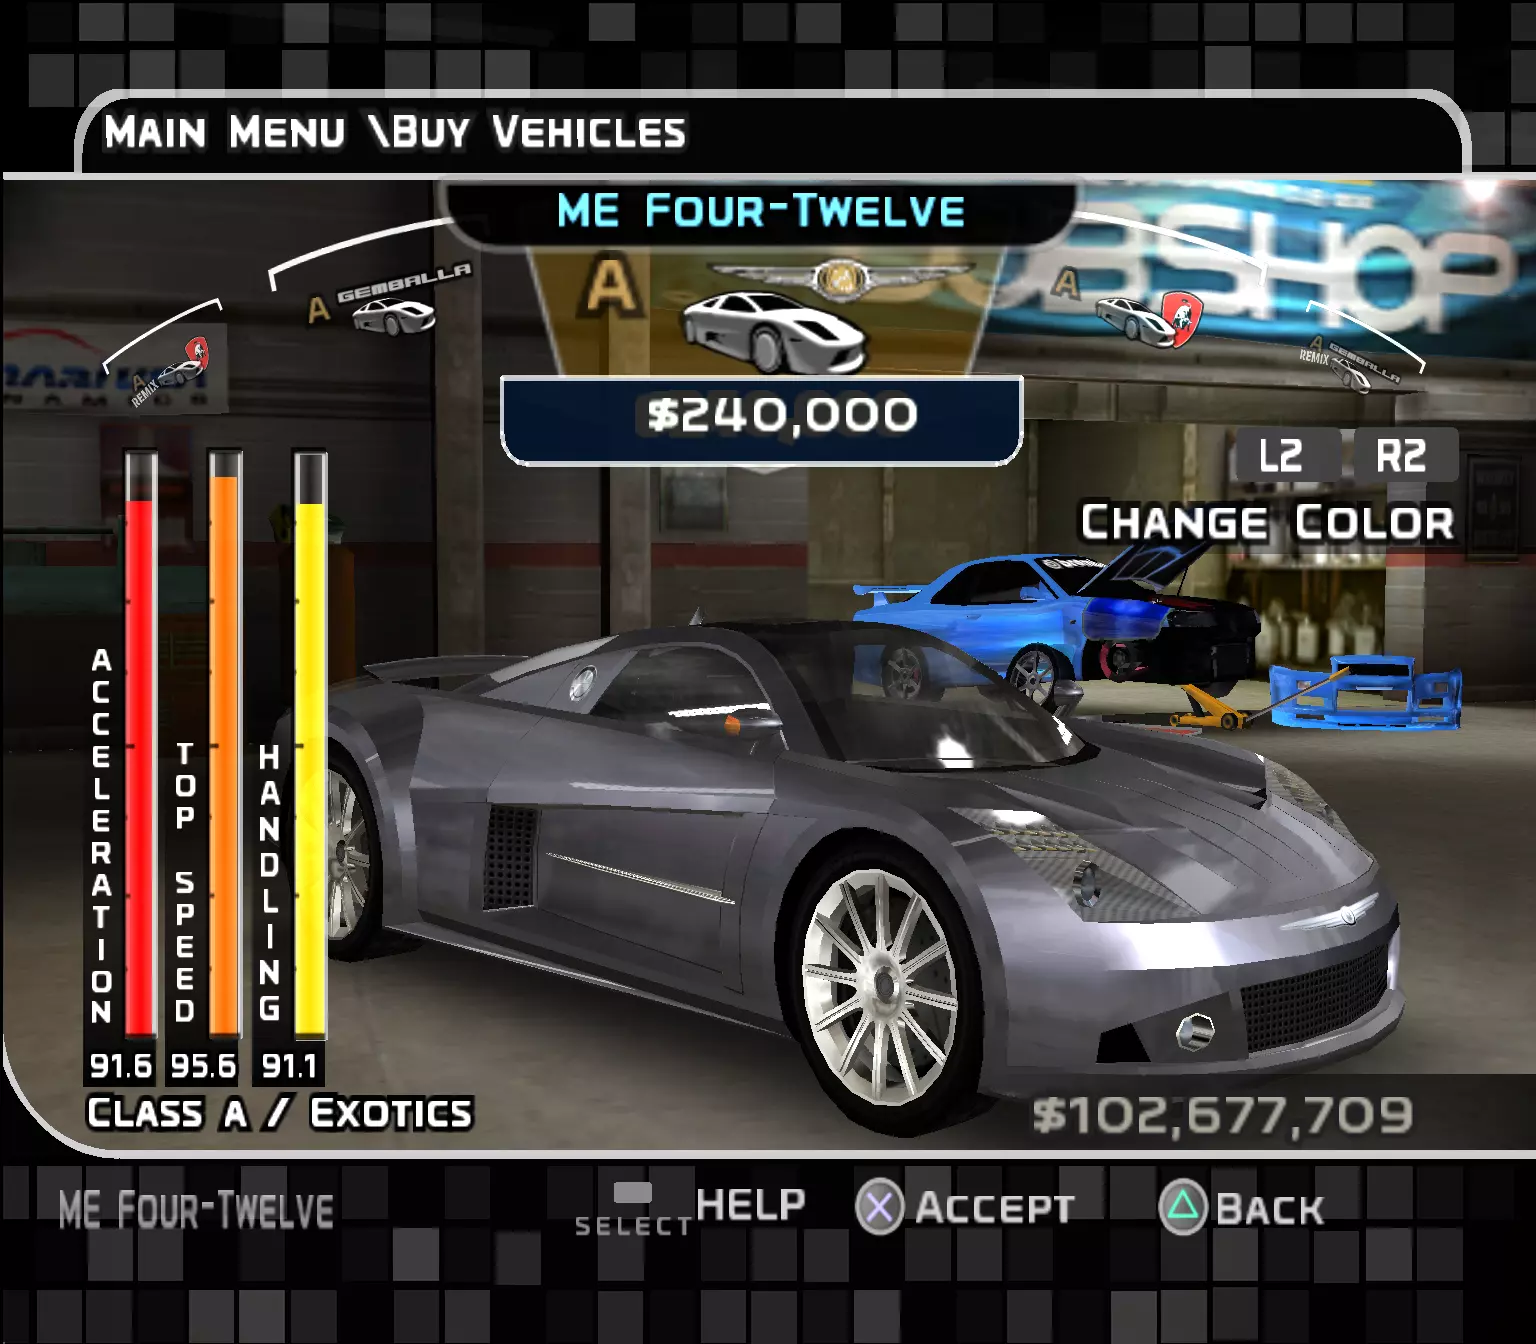 MAIN MENU \BUY VEHICLES
ME FOUR-TWELVE
A GEMBALLA
A
A
A REMIX
A REMIX GEMBALLA
BSHOP
$240,000
L2 R2
CHANGE COLOR
ACCELERATION
TOP SPEED
HANDLING
91.6 95.6 91.1
CLASS A / EXOTICS
$102,677,709
ME FOUR-TWELVE
SELECT HELP ACCEPT BACK